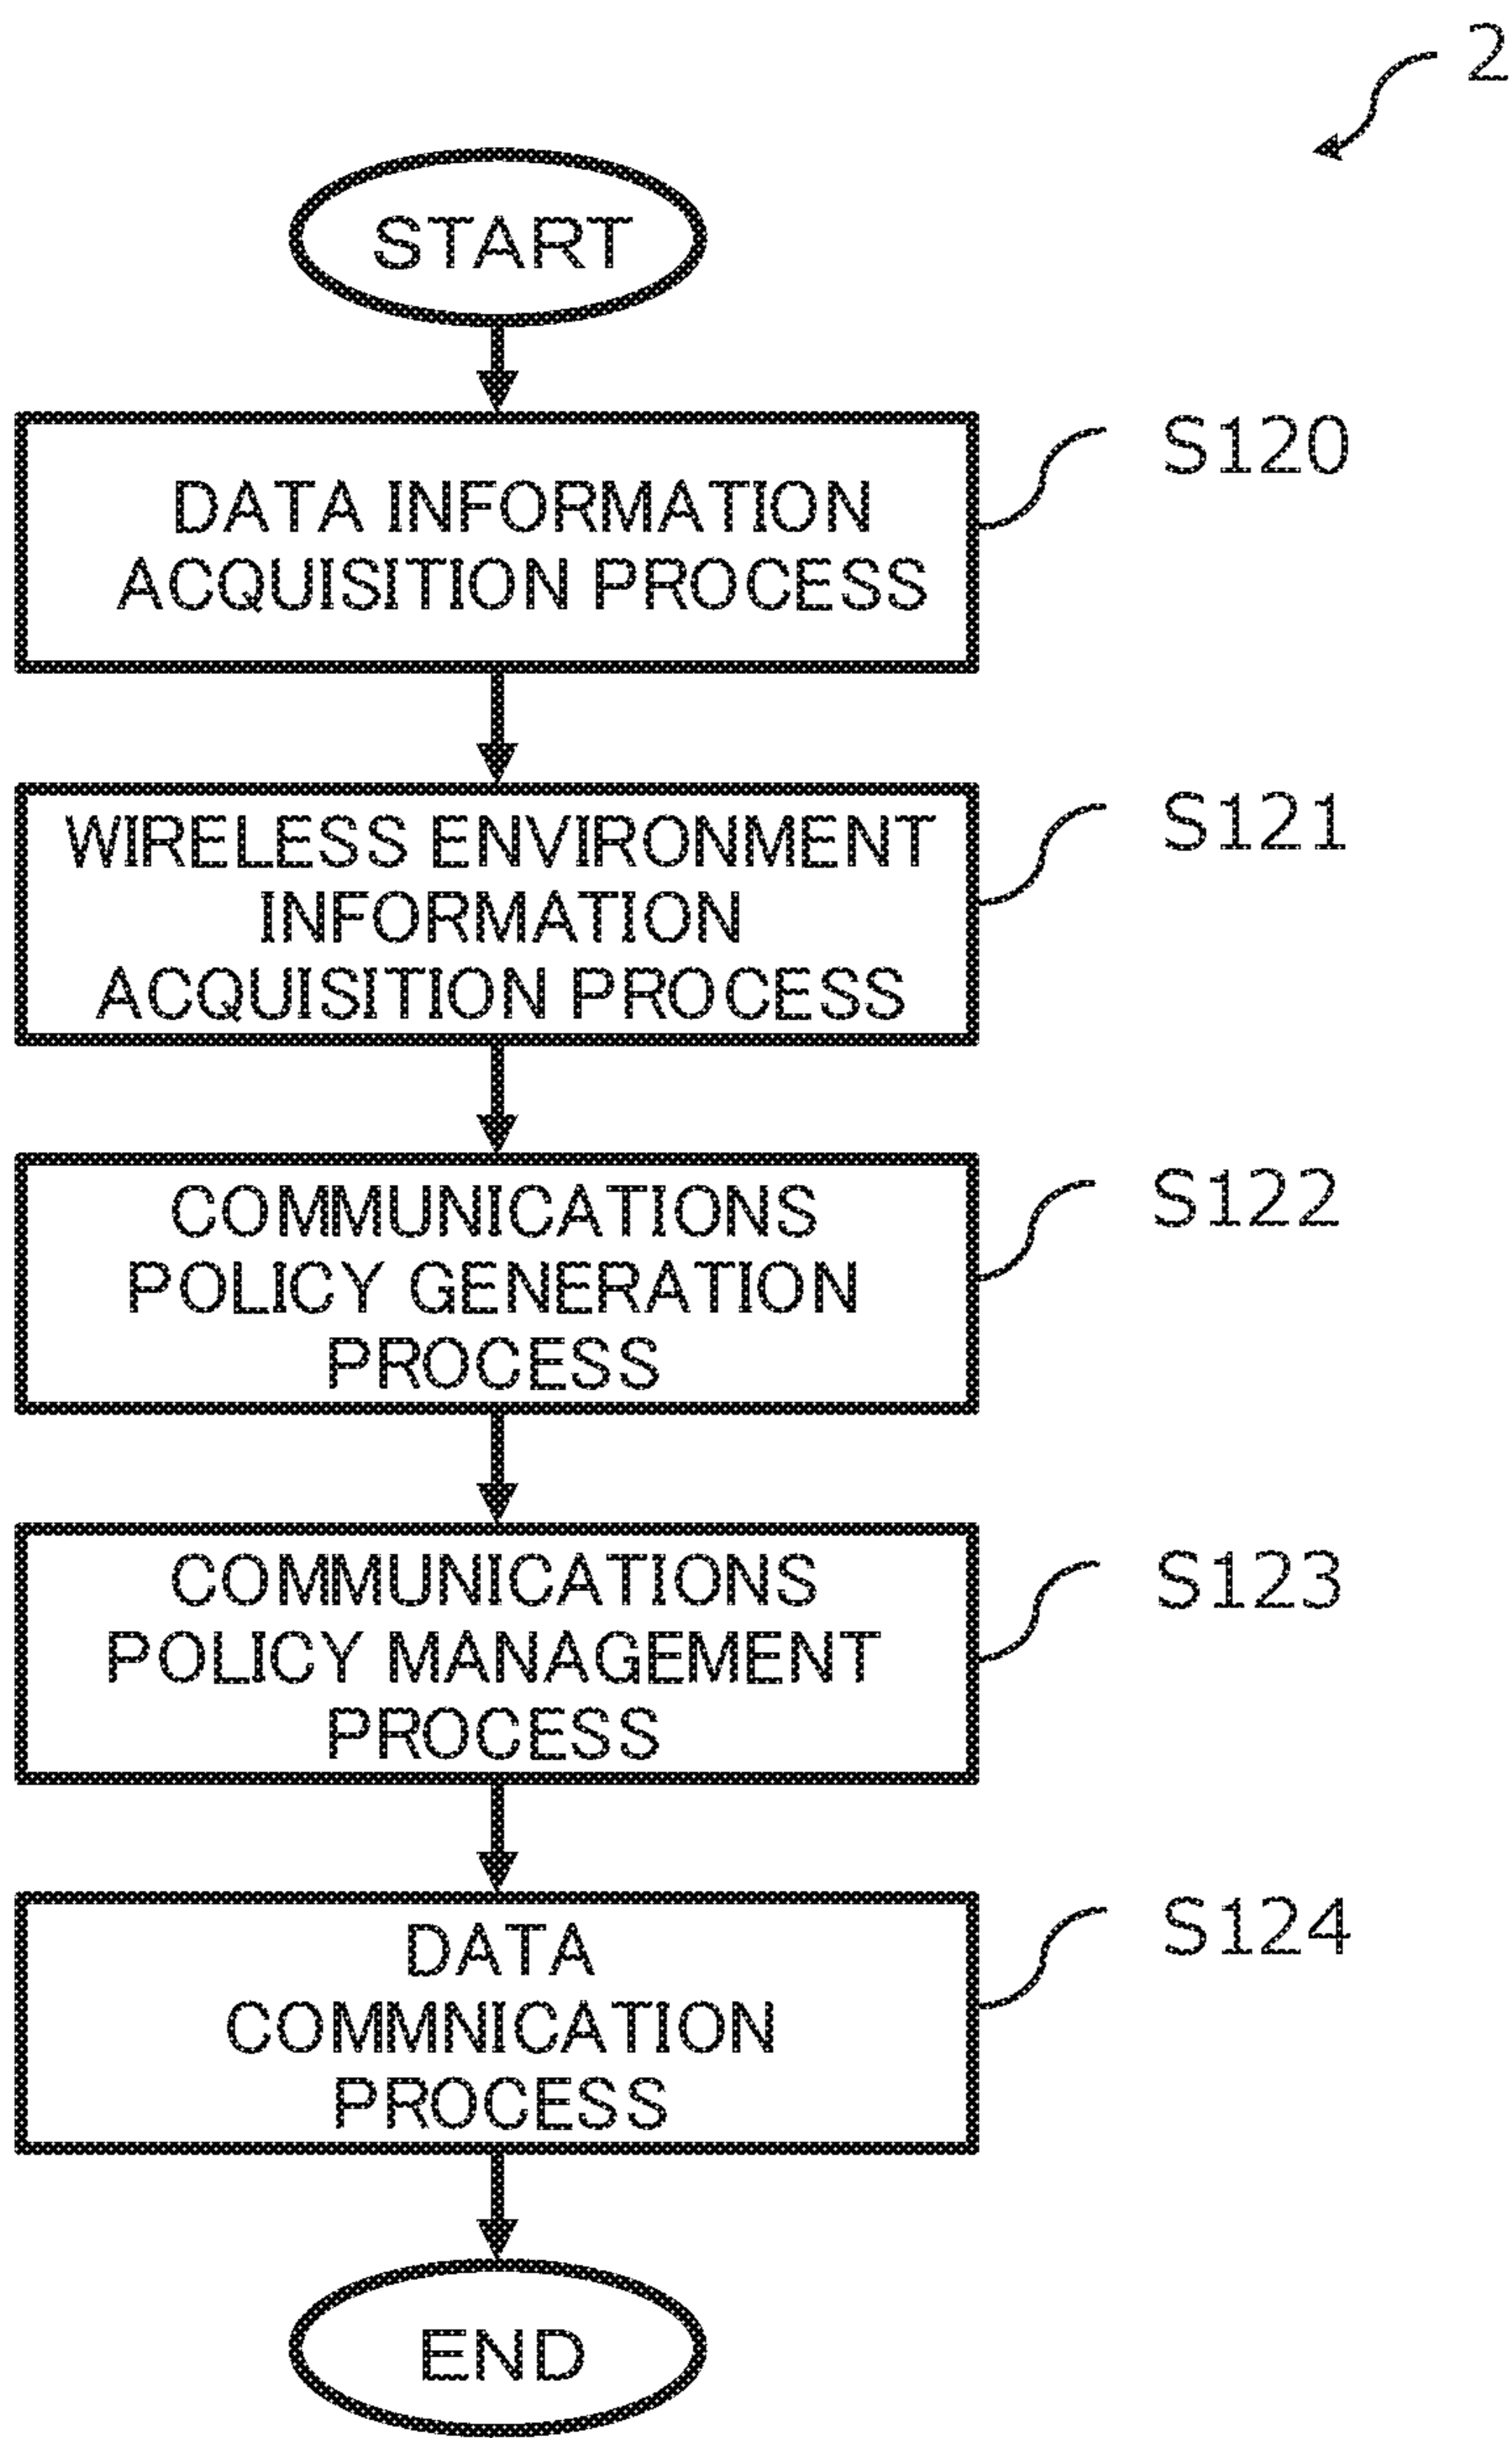 2
START
S120
DATA INFORMATION
ACQUISITION PROCESS
S121
WIRELESS ENVIRONMENT
INFORMATION
ACQUISITION PROCESS
S122
COMMUNICATIONS
POLICY GENERATION
PROCESS
S123
COMMUNICATIONS
POLICY MANAGEMENT
PROCESS
S124
DATA
COMMNICATION
PROCESS
END